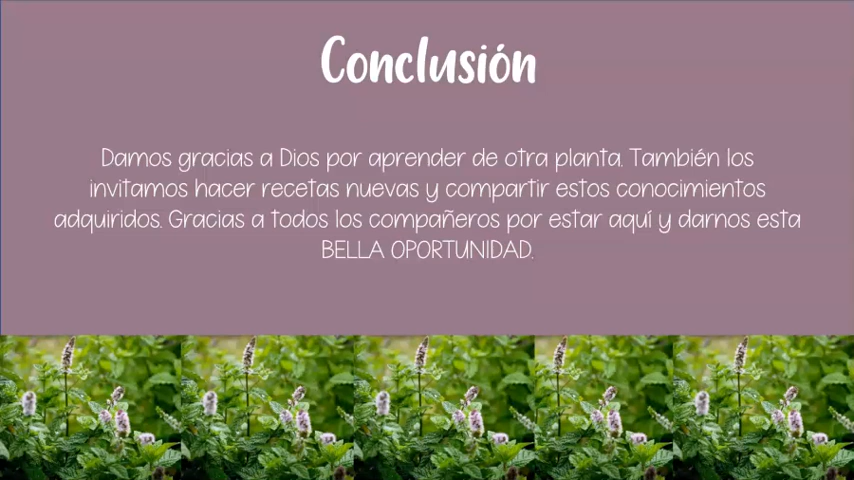 Conclusión
Damos gracias a Dios por aprender de otra planta. También los
invitamos hacer recetas nuevas y compartir estos conocimientos
adquiridos. Gracias a todos los compañeros por estar aquí y darnos esta
BELLA OPORTUNIDAD.